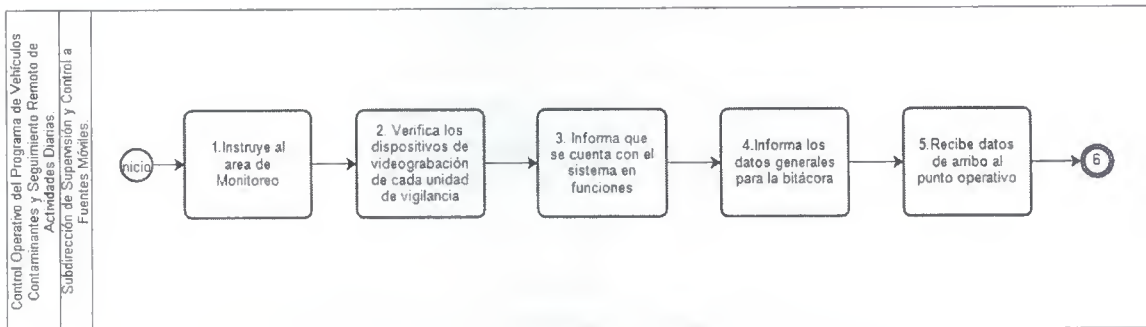 Control Operativo del Programa de Vehículos
Contaminantes y Seguimiento Remoto de
Actividades Diarias.
Subdirección de Supervisión y Control a
Fuentes Móviles.
Inicio
1.Instruye al
area de
Monitoreo
2. Verifica los
dispositivos de
videograbación
de cada unidad
de vigilancia
3. Informa que
se cuenta con el
sistema en
funciones
4.Informa los
datos generales
para la bitácora
5.Recibe datos
de arribo al
punto operativo
6